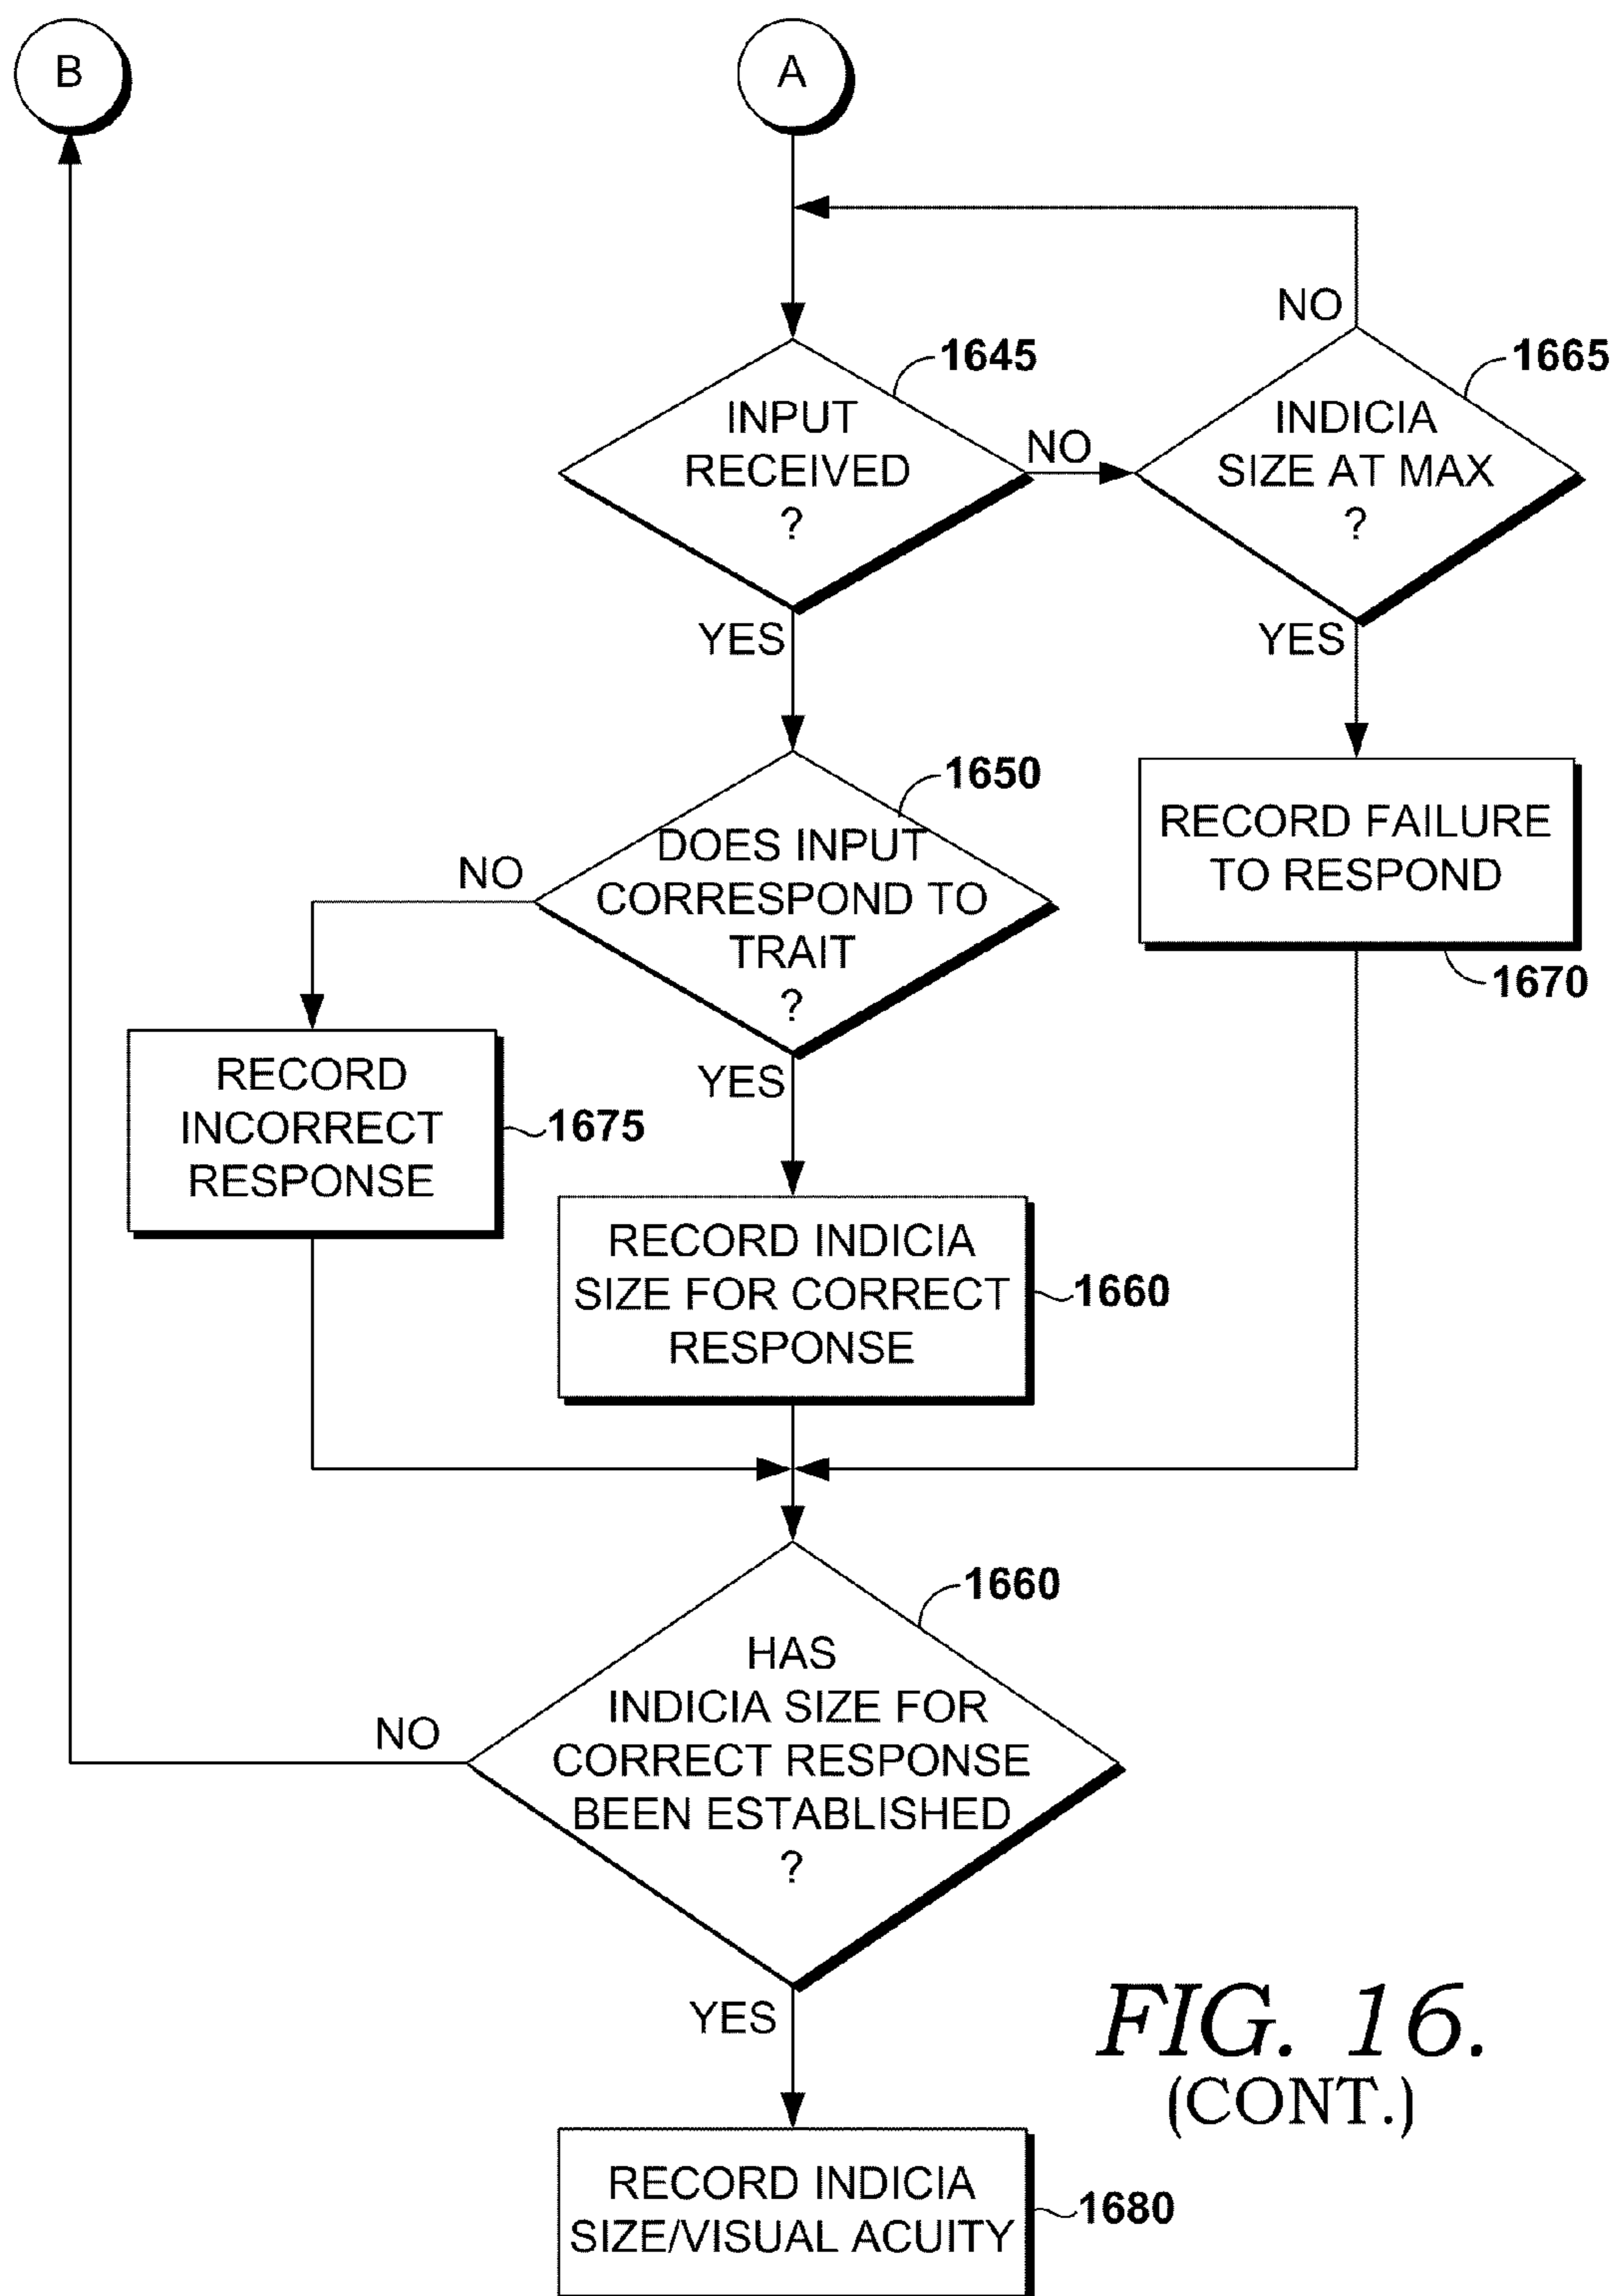 B
A
NO
1645
1665
INPUT
RECEIVED
?
NO
INDICIA
SIZE AT MAX
?
YES
YES
1650
DOES INPUT
CORRESPOND TO
TRAIT
?
NO
RECORD FAILURE
TO RESPOND
1670
YES
RECORD
INCORRECT
RESPONSE
1675
RECORD INDICIA
SIZE FOR CORRECT
RESPONSE
1660
1660
HAS
INDICIA SIZE FOR
CORRECT RESPONSE
BEEN ESTABLISHED
?
NO
YES
RECORD INDICIA
SIZE/VISUAL ACUITY
1680
FIG. 16.
(CONT.)